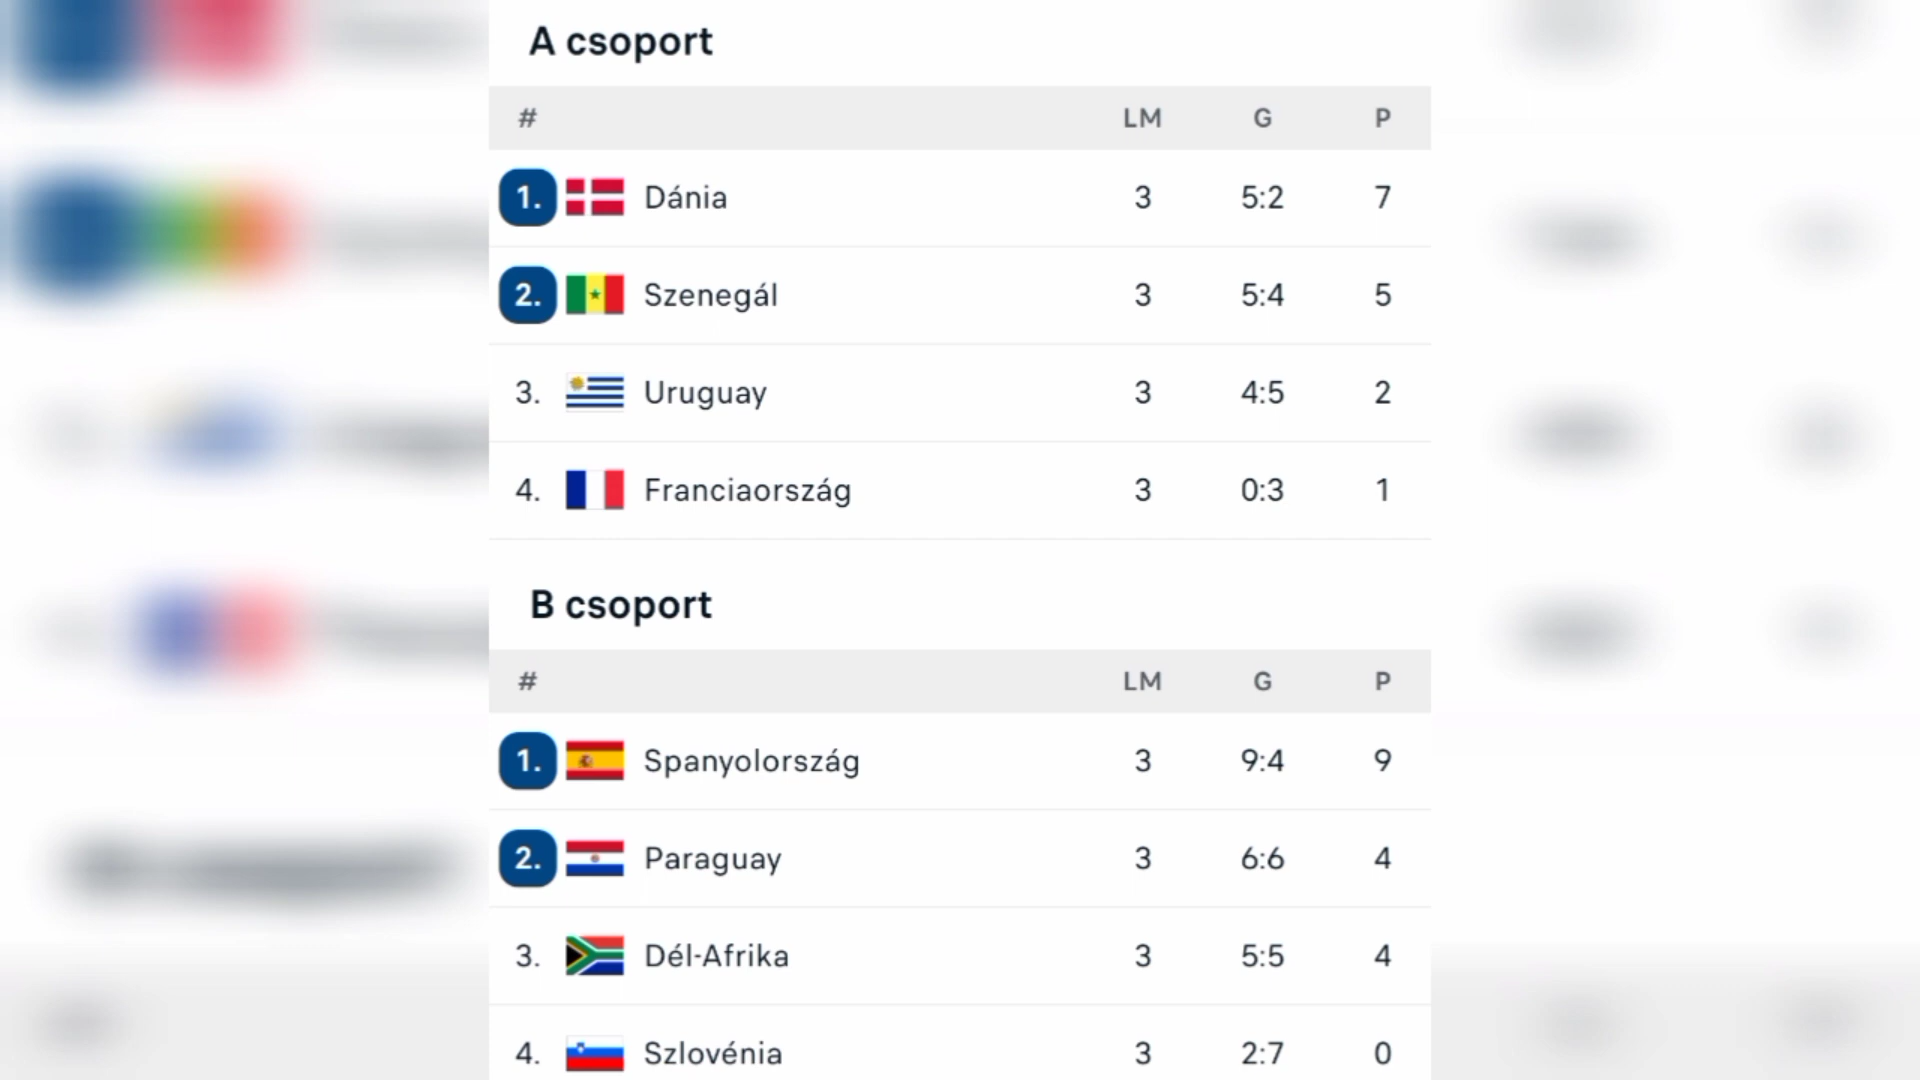 A csoport
# LM G P
1. Dánia 3 5:2 7
2. Szenegál 3 5:4 5
3. Uruguay 3 4:5 2
4. Franciaország 3 0:3 1
B csoport
# LM G P
1. Spanyolország 3 9:4 9
2. Paraguay 3 6:6 4
3. Dél-Afrika 3 5:5 4
4. Szlovénia 3 2:7 0